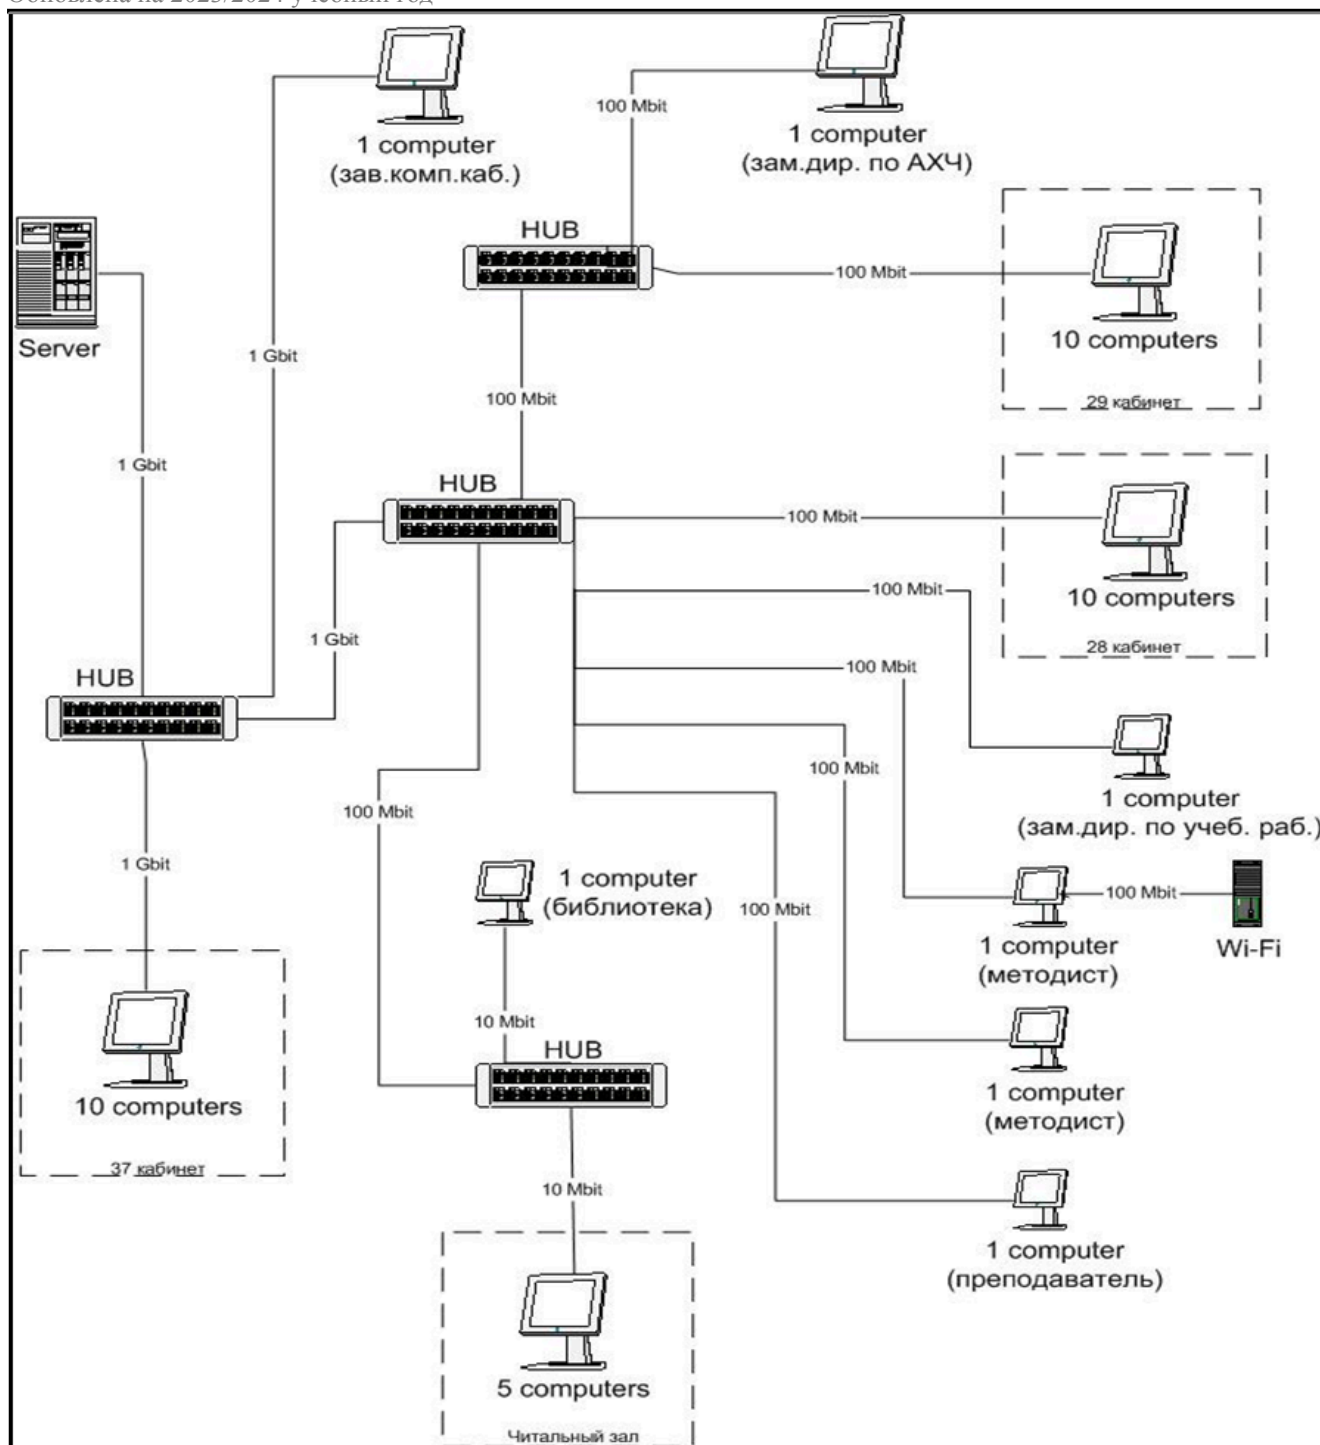 1 computer
(зав.комп.каб.)
100 Mbit
1 computer
(зам.дир. по АХЧ)
HUB
100 Mbit
10 computers
29 кабинет
Server
1 Gbit
100 Mbit
1 Gbit
HUB
100 Mbit
10 computers
28 кабинет
100 Mbit
1 Gbit
100 Mbit
HUB
100 Mbit
1 computer
(зам.дир. по учеб. раб.)
100 Mbit
1 Gbit
1 computer
(библиотека)
100 Mbit
100 Mbit
Wi-Fi
1 computer
(методист)
10 Mbit
HUB
1 computer
(методист)
10 computers
37 кабинет
10 Mbit
1 computer
(преподаватель)
5 computers
Читальный зал